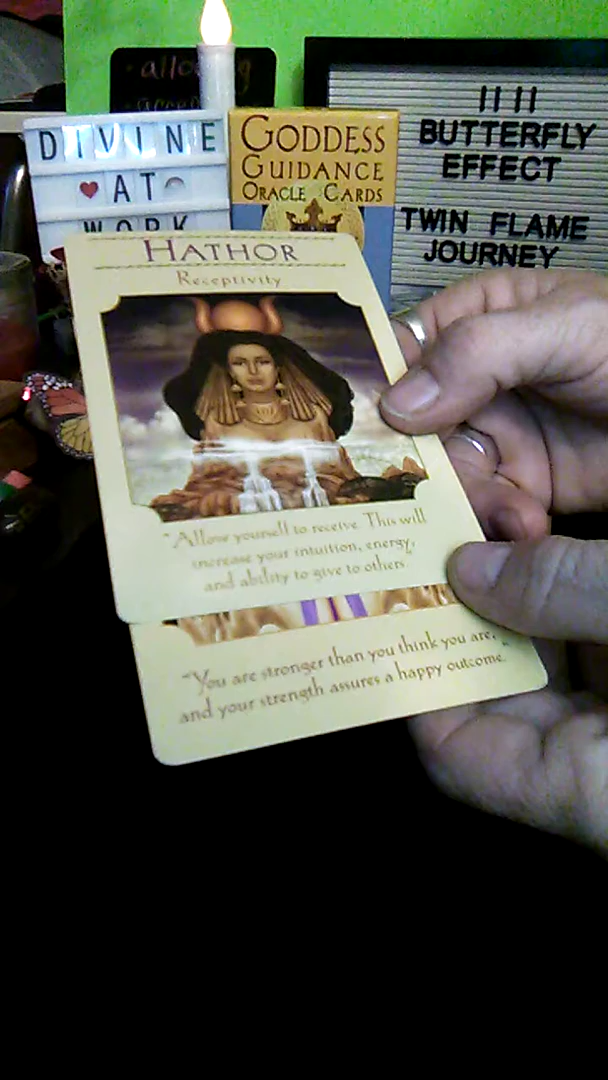 · allowing
DIVINE
AT
WORK
GODDESS
GUIDANCE
ORACLE CARDS
11 11
BUTTERFLY
EFFECT
TWIN FLAME
JOURNEY
HATHOR
Receptivity
"Allow yourself to receive. This will
increase your intuition, energy,
and ability to give to others."
"You are stronger than you think you are,
and your strength assures a happy outcome."